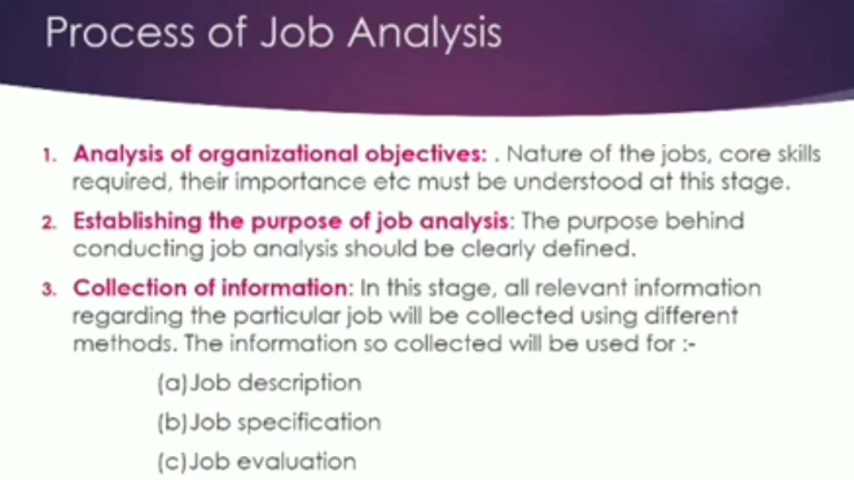 Process of Job Analysis
1. Analysis of organizational objectives: . Nature of the jobs, core skills
required, their importance etc must be understood at this stage.
2. Establishing the purpose of job analysis: The purpose behind
conducting job analysis should be clearly defined.
3. Collection of information: In this stage, all relevant information
regarding the particular job will be collected using different
methods. The information so collected will be used for :-
(a)Job description
(b)Job specification
(c)Job evaluation